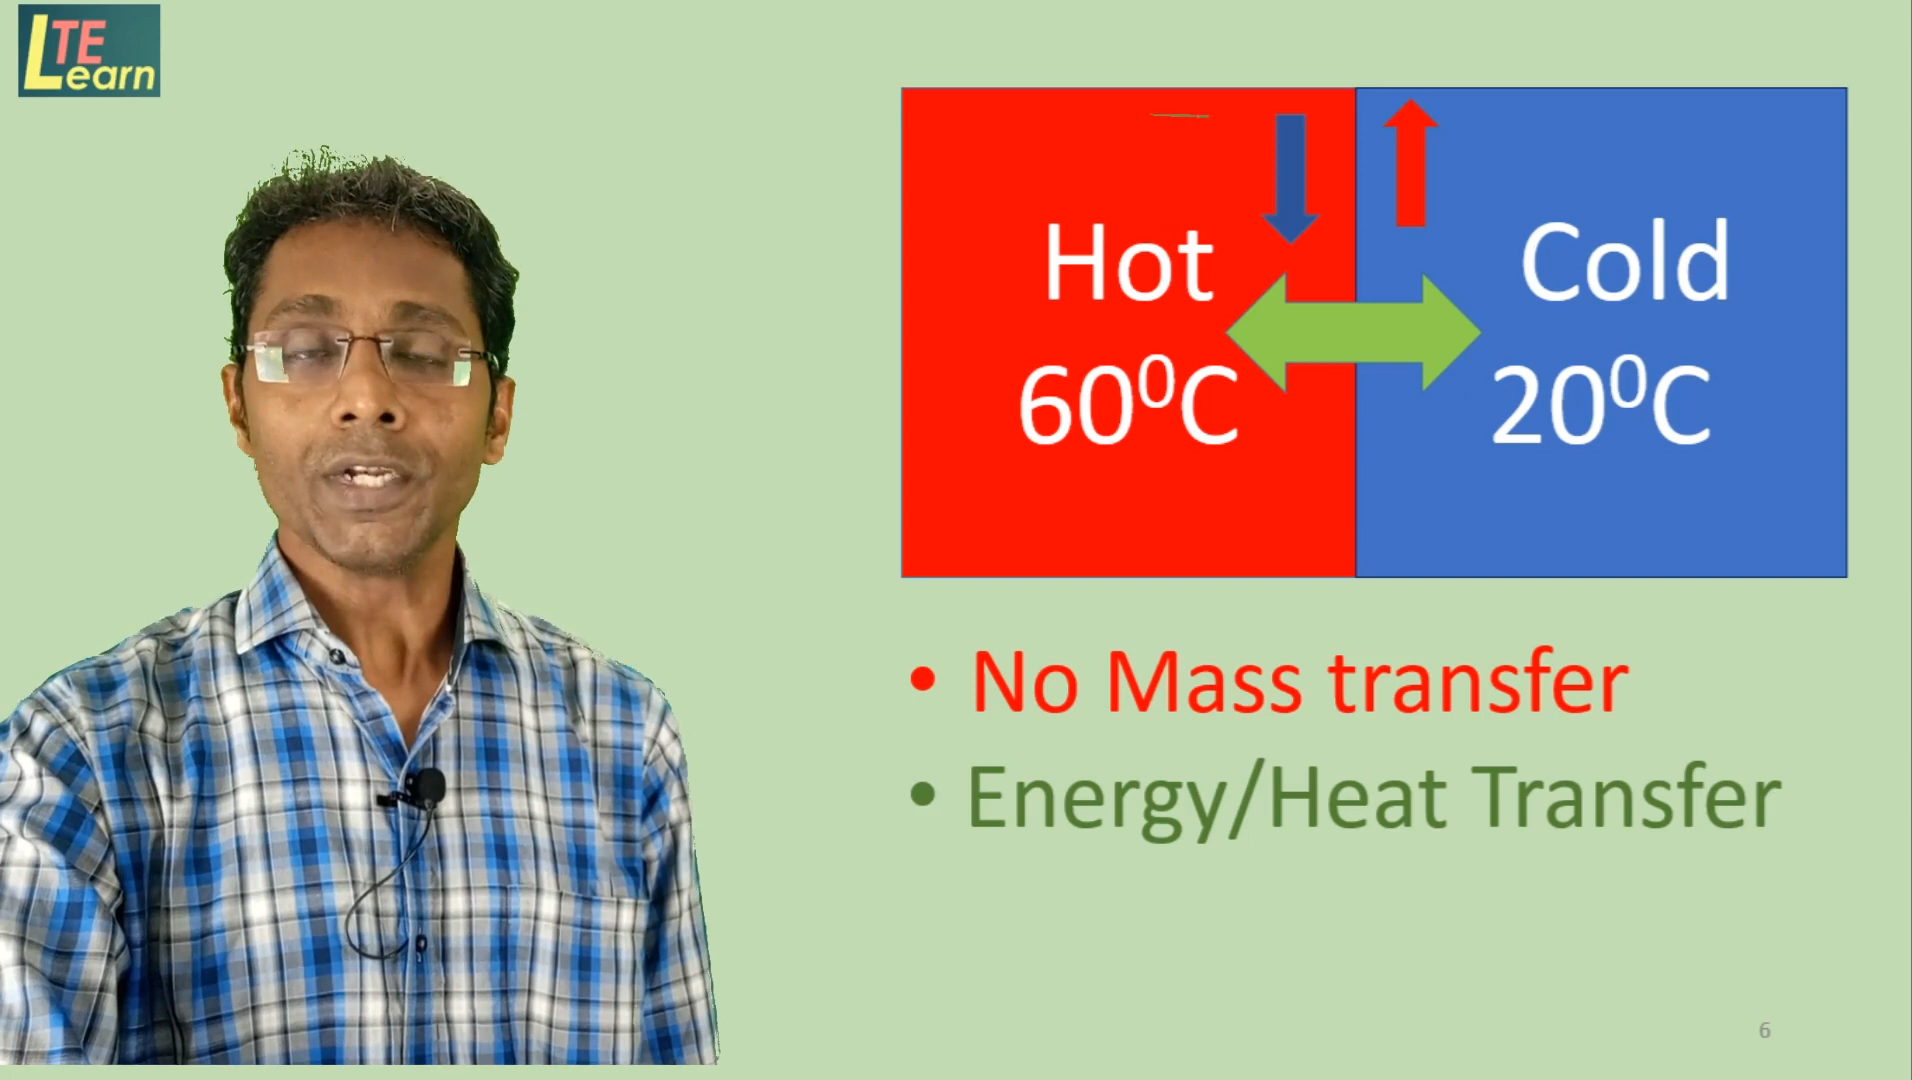 LTE
Learn
Hot
60⁰C
Cold
20⁰C
• No Mass transfer
• Energy/Heat Transfer
6